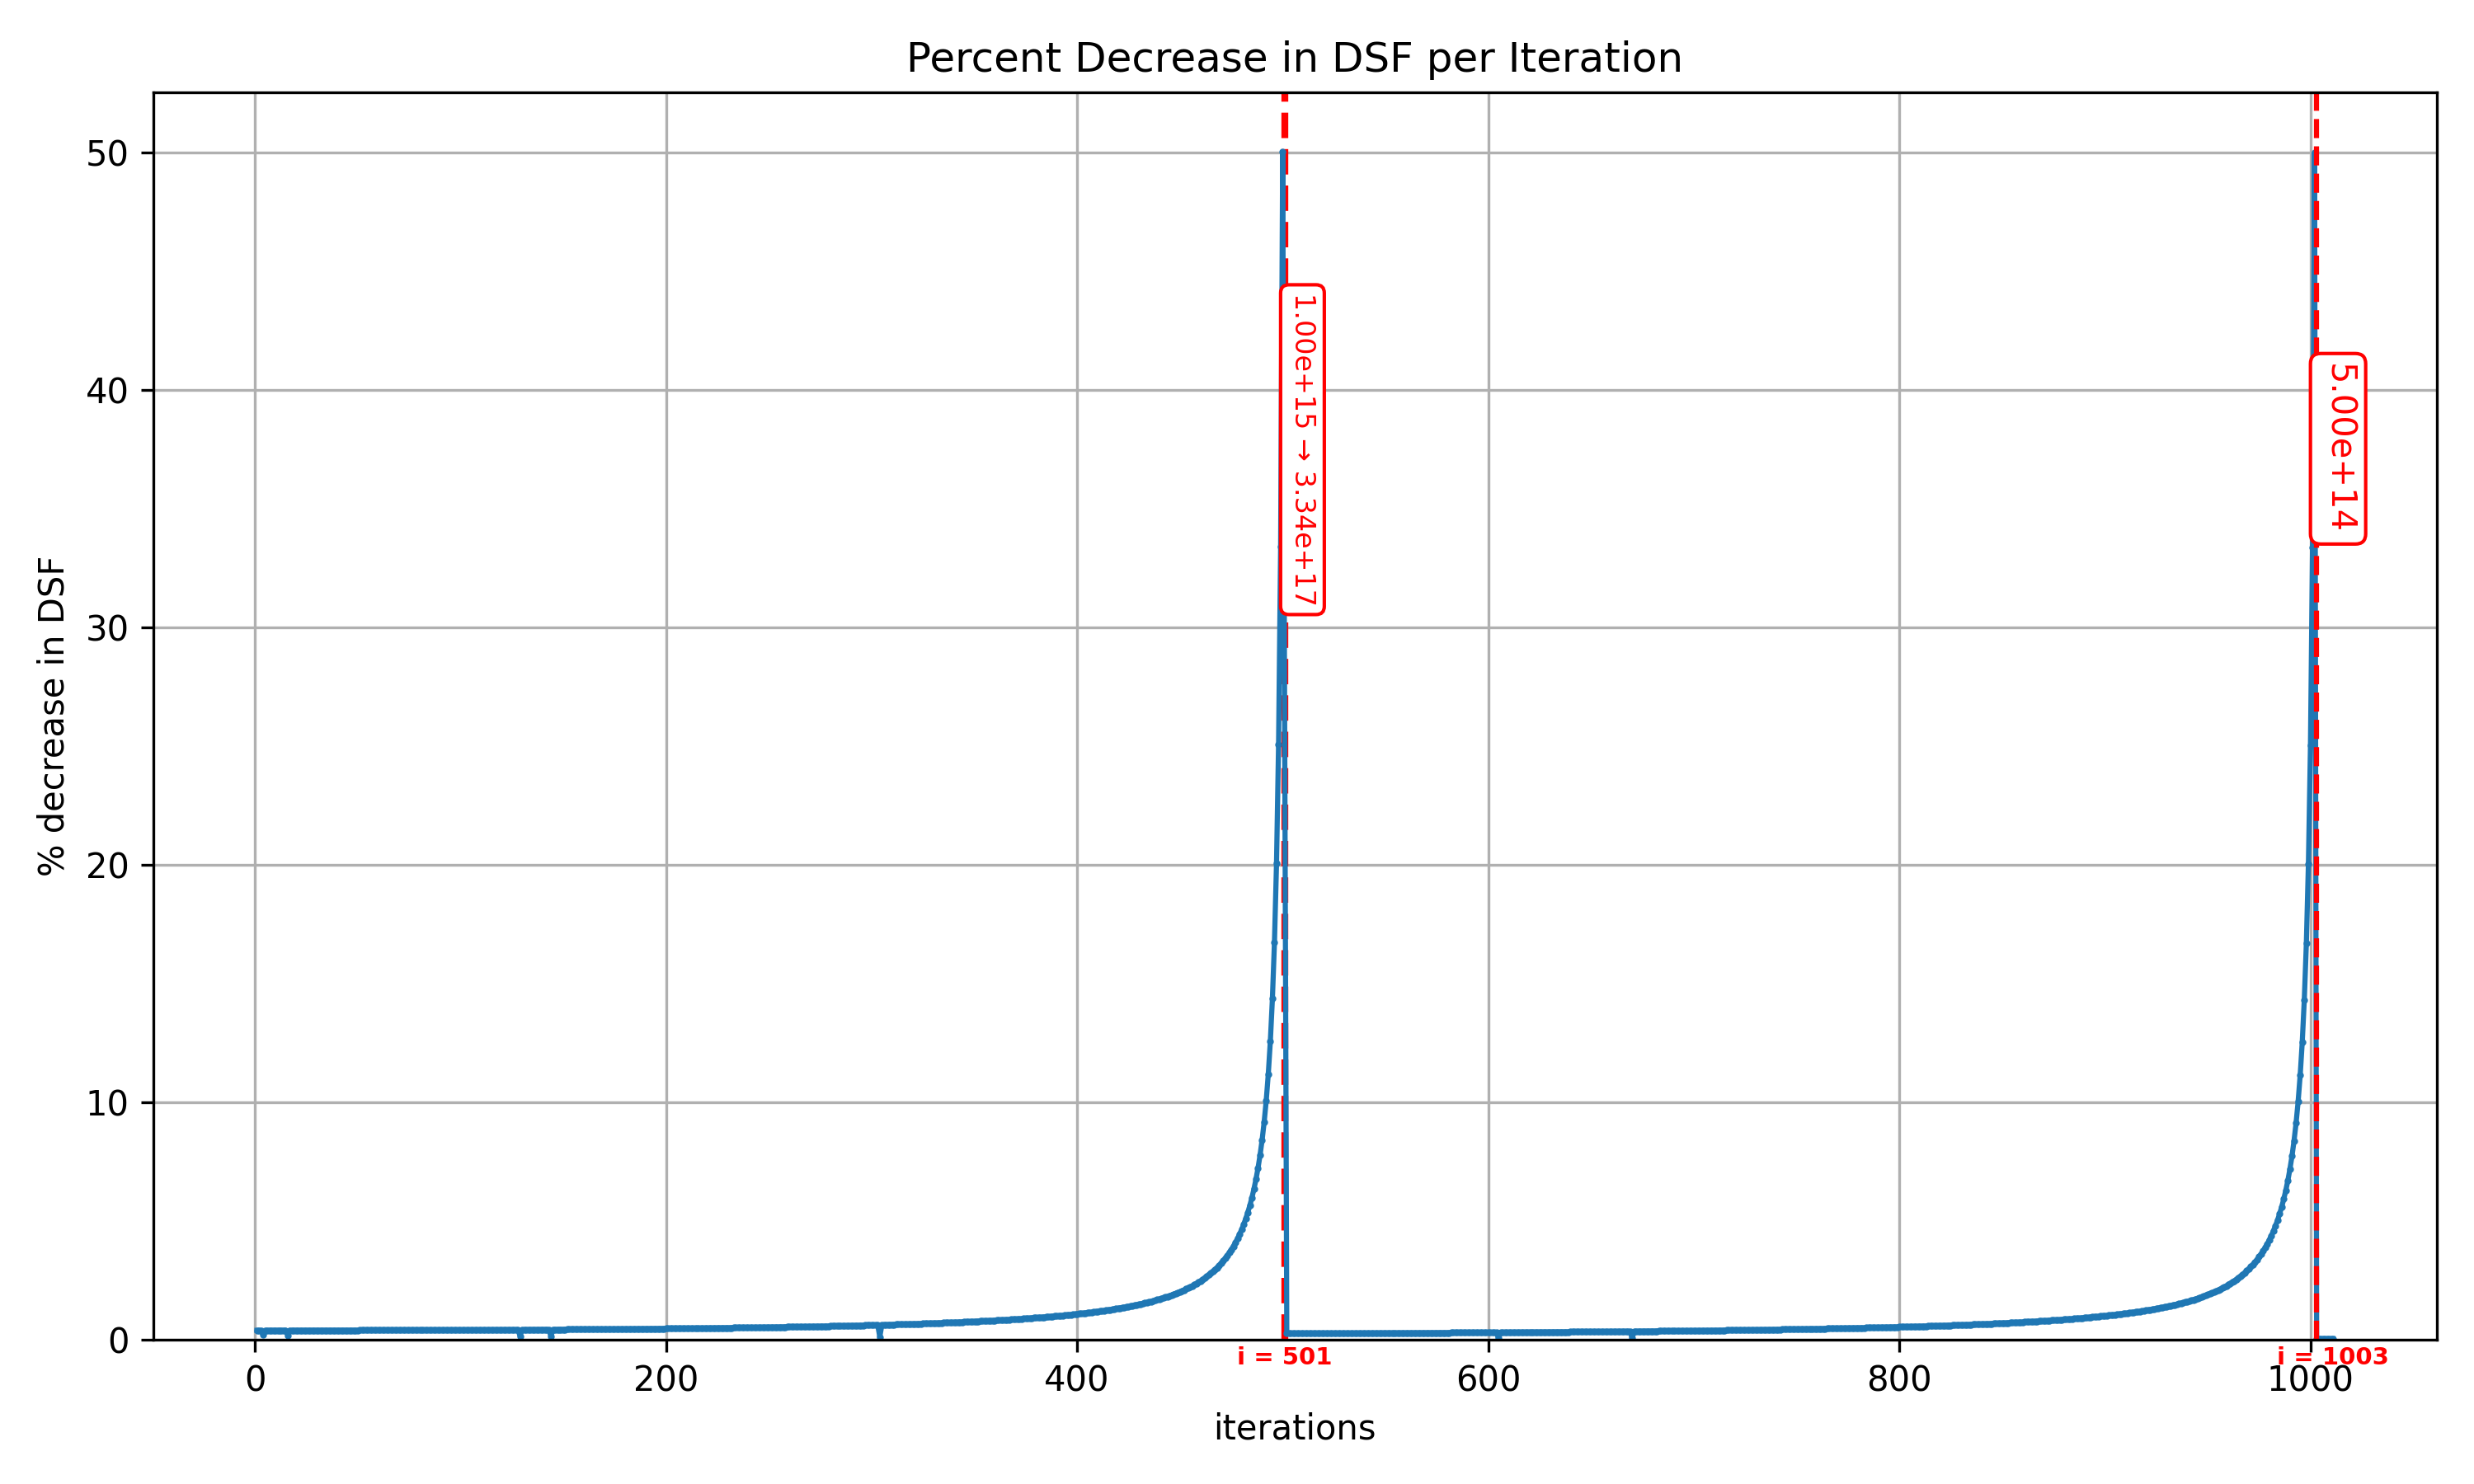 Percent Decrease in DSF per Iteration
% decrease in DSF
50
40
30
20
10
0
1.00e+15 → 3.34e+17
5.00e+14
i = 501
i = 1003
0
200
400
600
800
1000
iterations